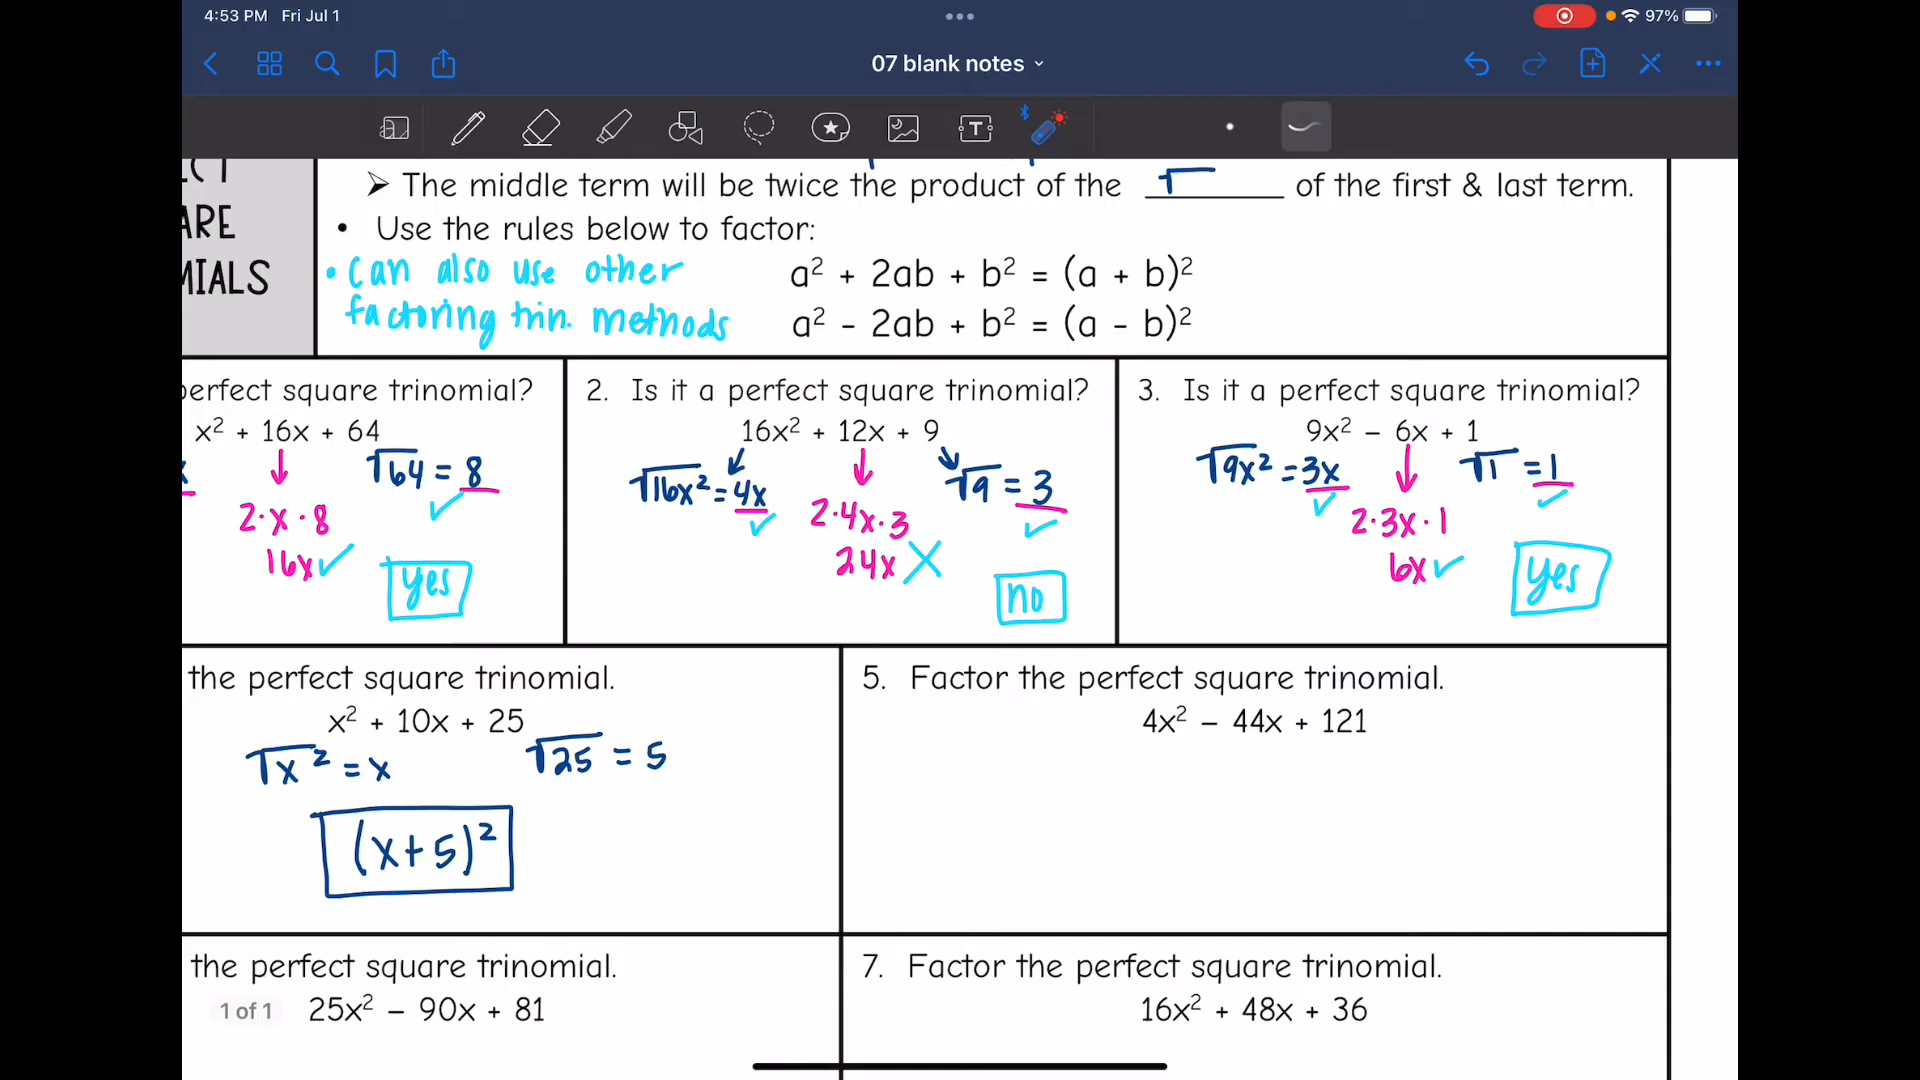 4:53 PM Fri Jul 1
97%
07 blank notes
ARE
MIALS
➢ The middle term will be twice the product of the √ of the first & last term.
• Use the rules below to factor:
• can also use other
factoring trin. methods
a² + 2ab + b² = (a + b)²
a² - 2ab + b² = (a - b)²
perfect square trinomial?
x² + 16x + 64
√64 = 8
2·x·8
16x✓
yes
2. Is it a perfect square trinomial?
16x² + 12x + 9
√16x² = 4x
√9 = 3
2·4x·3
24x X
no
3. Is it a perfect square trinomial?
9x² – 6x + 1
√9x² = 3x
√1 = 1
2·3x·1
6x✓
yes
the perfect square trinomial.
x² + 10x + 25
√x² = x
√25 = 5
(x+5)²
5. Factor the perfect square trinomial.
4x² – 44x + 121
the perfect square trinomial.
25x² – 90x + 81
1 of 1
7. Factor the perfect square trinomial.
16x² + 48x + 36